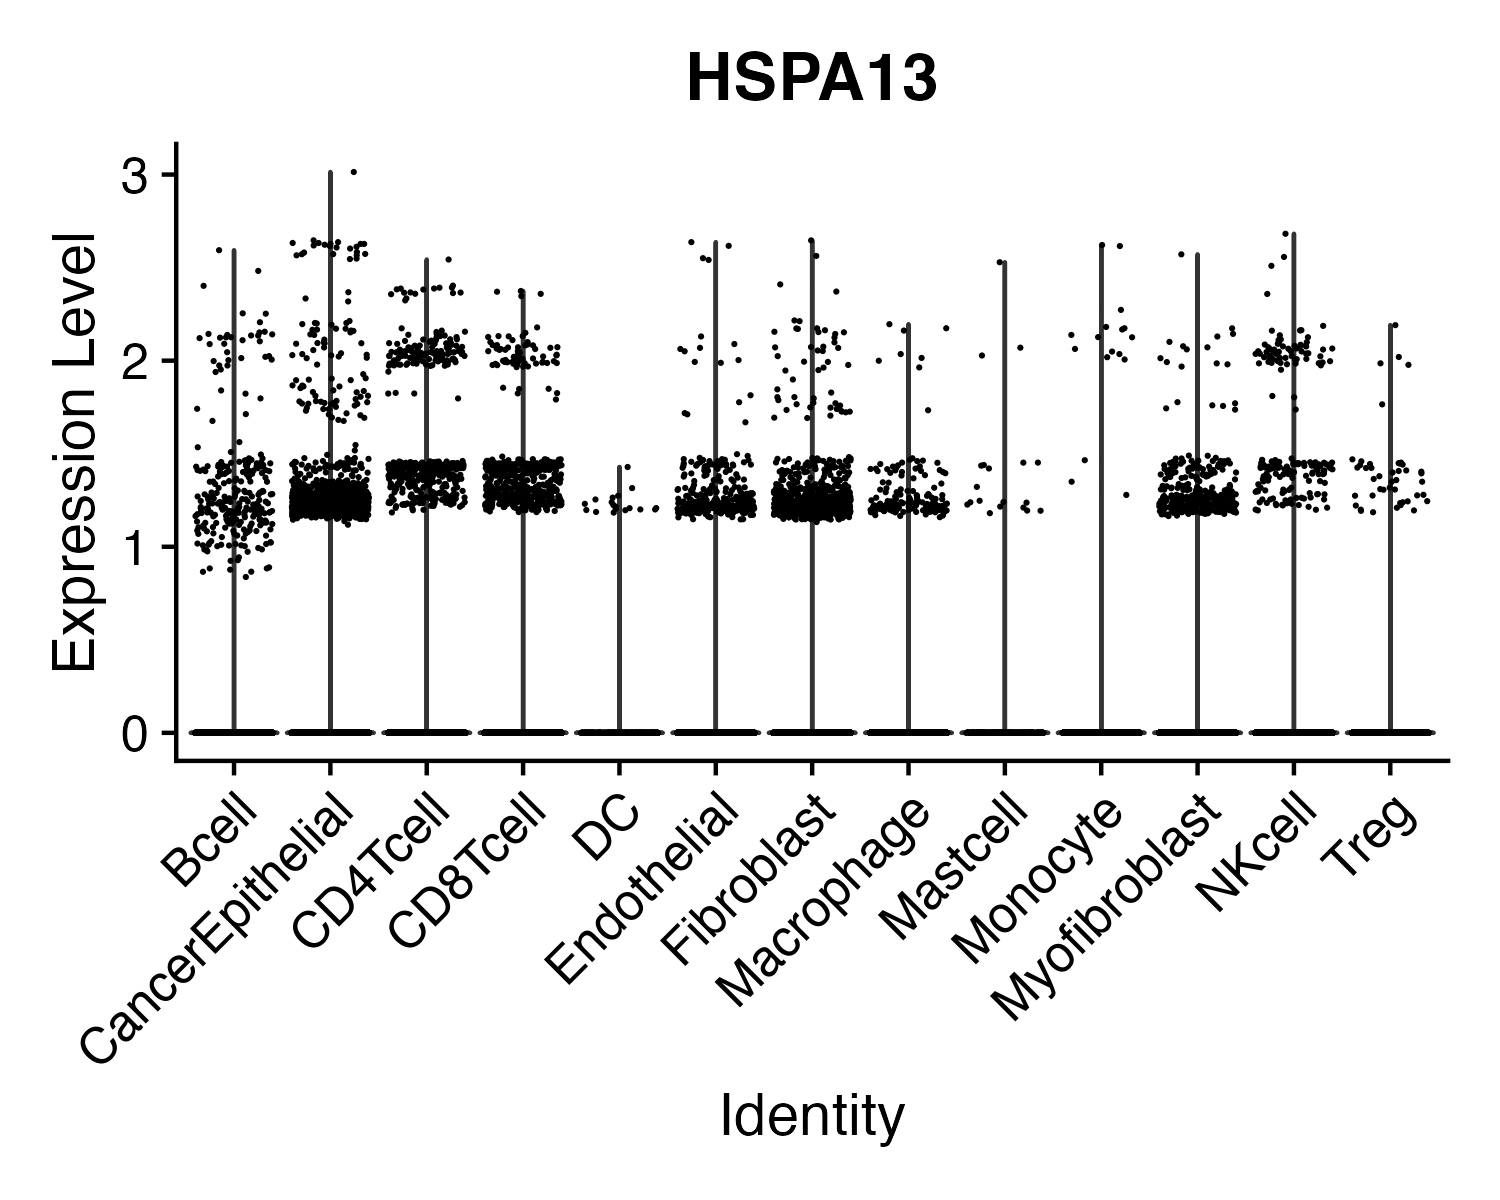 HSPA13
Expression Level
3
2
1
0
Bcell
CancerEpithelial
CD4Tcell
CD8Tcell
DC
Endothelial
Fibroblast
Macrophage
Mastcell
Monocyte
Myofibroblast
NKcell
Treg
Identity